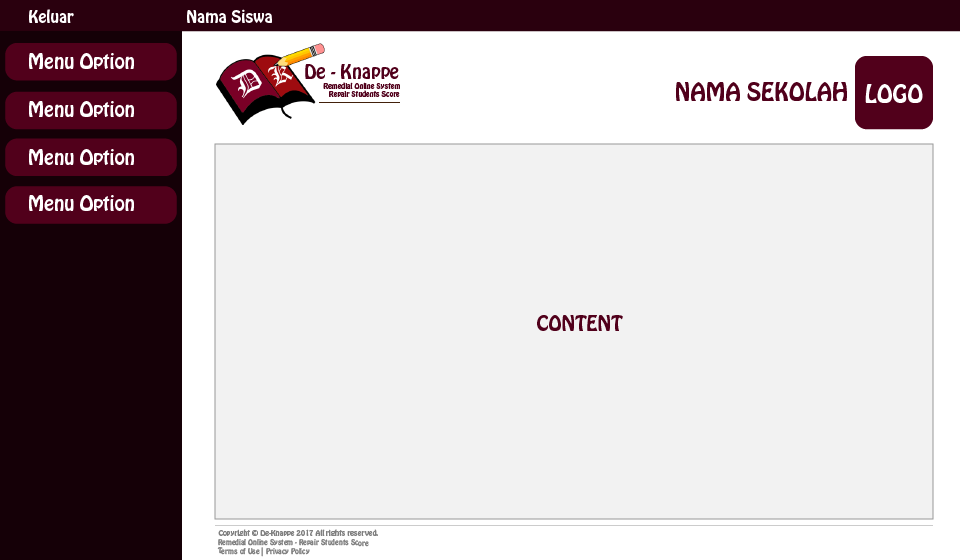 Keluar
Nama Siswa
Menu Option
Menu Option
Menu Option
Menu Option
D K
De - Knappe
Remedial Online System
Repair Students Score
NAMA SEKOLAH
LOGO
CONTENT
Copyright © De-Knappe 2017 All rights reserved.
Remedial Online System - Repair Students Score
Terms of Use | Privacy Policy